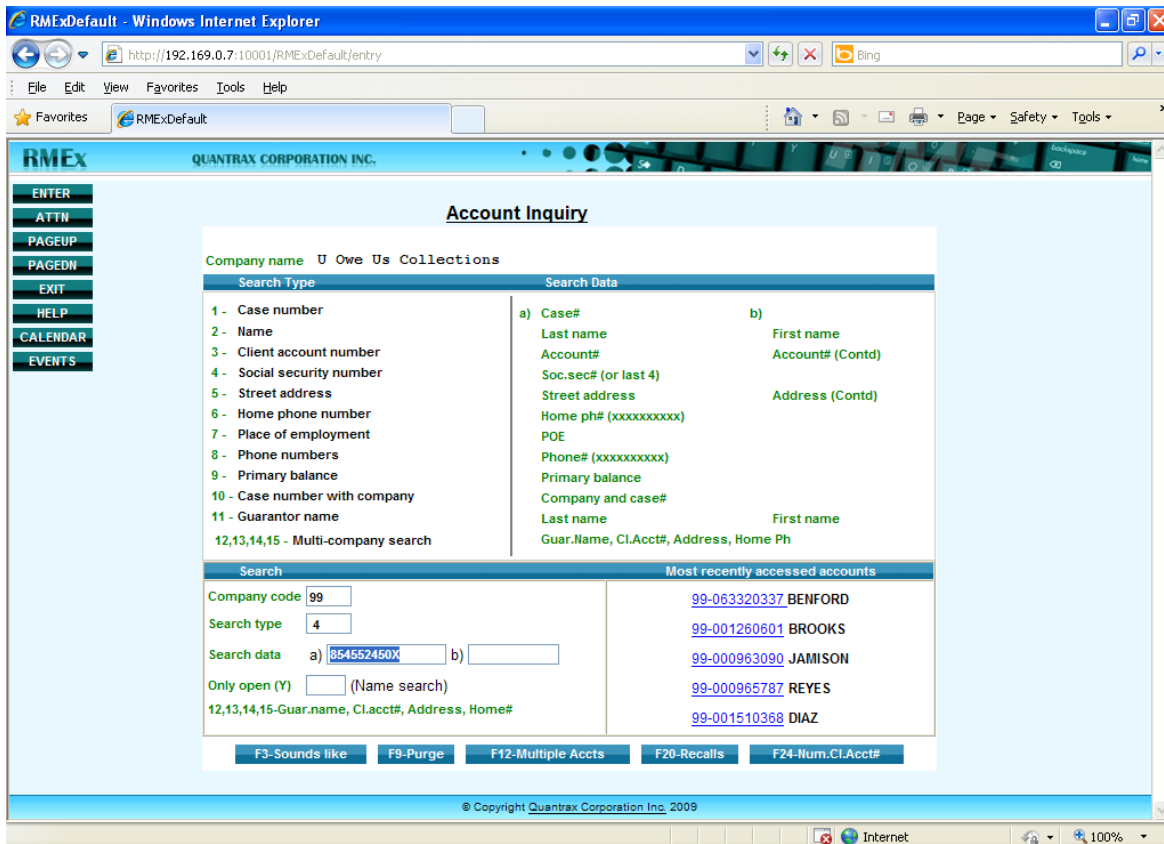 RMExDefault - Windows Internet Explorer
http://192.169.0.7:10001/RMExDefault/entry
Bing
File Edit View Favorites Tools Help
Favorites RMExDefault Page Safety Tools
RMEx QUANTRAX CORPORATION INC.
backspace
home
ENTER
ATTN
PAGEUP
PAGEDN
EXIT
HELP
CALENDAR
EVENTS
Account Inquiry
Company name U Owe Us Collections
Search Type Search Data
1 - Case number a) Case# b)
2 - Name Last name First name
3 - Client account number Account# Account# (Contd)
4 - Social security number Soc.sec# (or last 4)
5 - Street address Street address Address (Contd)
6 - Home phone number Home ph# (xxxxxxxxxx)
7 - Place of employment POE
8 - Phone numbers Phone# (xxxxxxxxxx)
9 - Primary balance Primary balance
10 - Case number with company Company and case#
11 - Guarantor name Last name First name
12,13,14,15 - Multi-company search Guar.Name, Cl.Acct#, Address, Home Ph
Search Most recently accessed accounts
Company code 99 99-063320337 BENFORD
Search type 4 99-001260601 BROOKS
Search data a) 854552450X b) 99-000963090 JAMISON
Only open (Y) (Name search) 99-000965787 REYES
12,13,14,15-Guar.name, Cl.acct#, Address, Home# 99-001510368 DIAZ
F3-Sounds like F9-Purge F12-Multiple Accts F20-Recalls F24-Num.Cl.Acct#
© Copyright Quantrax Corporation Inc. 2009
Internet 100%